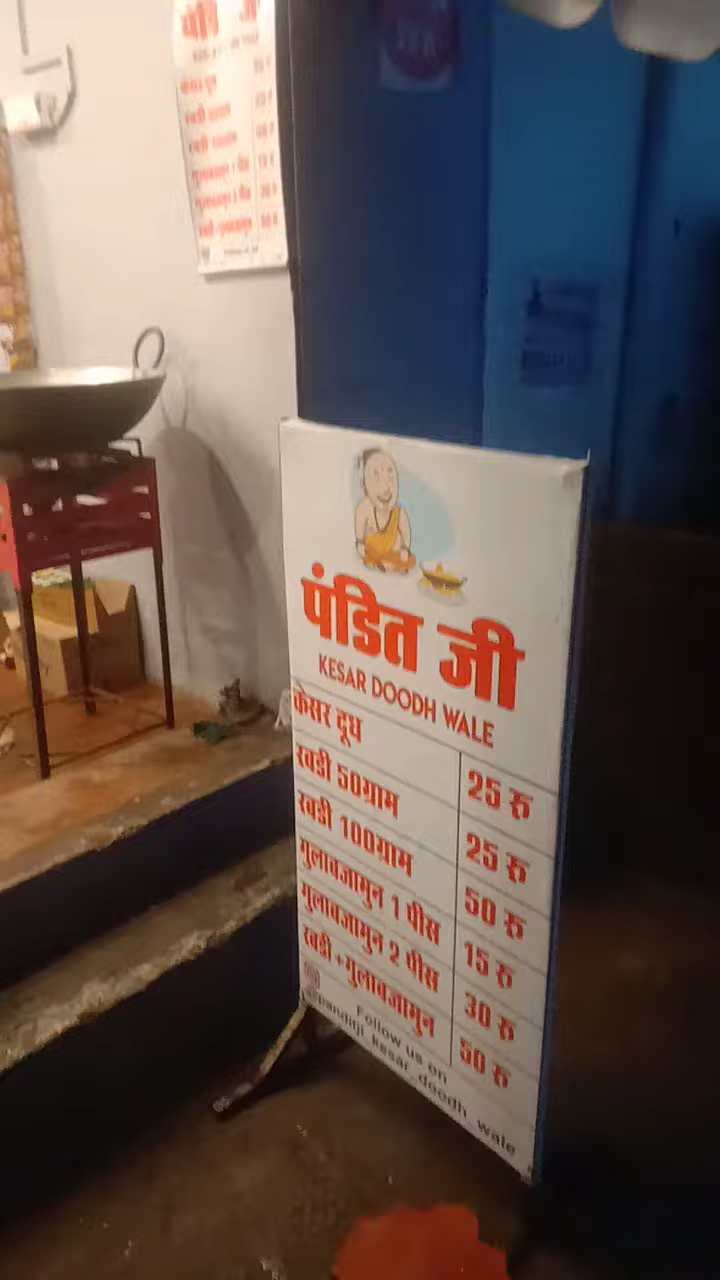 पंडित जी
KESAR DOODH WALE
केसर दूध 25 रु
रबडी 50ग्राम 25 रु
रबडी 100ग्राम 50 रु
गुलाबजामुन 1 पीस 15 रु
गुलाबजामुन 2 पीस 30 रु
रबडी+गुलाबजामुन 50 रु
Follow us on
@panditji_kesar_doodh_wale